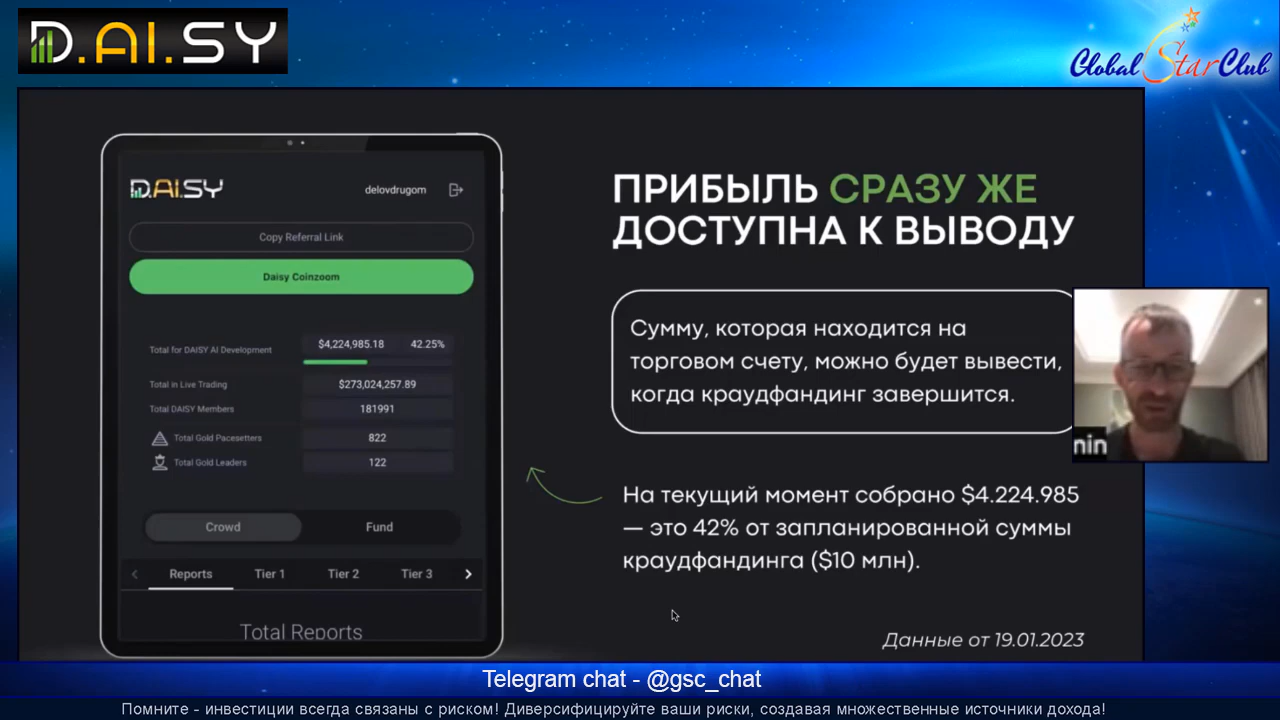 D.AI.SY
Global Star Club
D.AI.SY
delovdrugom
Copy Referral Link
Daisy Coinzoom
Total for DAISY AI Development $4,224,985.18 42.25%
Total in Live Trading $273,024,257.89
Total DAISY Members 181991
Total Gold Pacesetters 822
Total Gold Leaders 122
Crowd Fund
Reports Tier 1 Tier 2 Tier 3
Total Reports
ПРИБЫЛЬ СРАЗУ ЖЕ
ДОСТУПНА К ВЫВОДУ
Сумму, которая находится на
торговом счету, можно будет вывести,
когда краудфандинг завершится.
nin
На текущий момент собрано $4.224.985
— это 42% от запланированной суммы
краудфандинга ($10 млн).
Данные от 19.01.2023
Telegram chat - @gsc_chat
Помните - инвестиции всегда связаны с риском! Диверсифицируйте ваши риски, создавая множественные источники дохода!